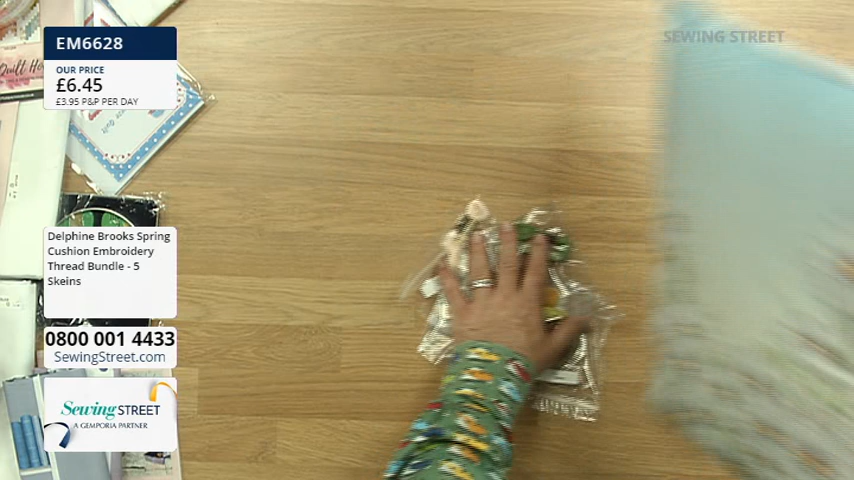 EM6628
OUR PRICE
£6.45
£3.95 P&P PER DAY
Delphine Brooks Spring
Cushion Embroidery
Thread Bundle - 5
Skeins
0800 001 4433
SewingStreet.com
Sewing STREET
A GEMPORIA PARTNER
SEWING STREET
Quilt